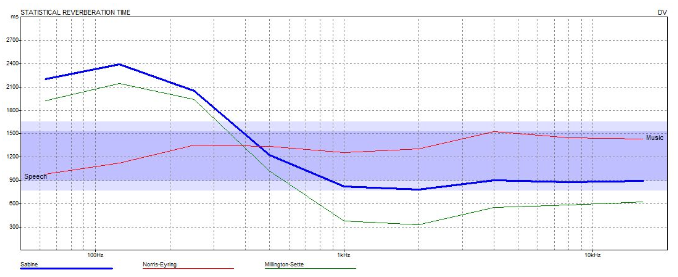 STATISTICAL REVERBERATION TIME DV
ms
2700
2400
2100
1800
1500 Music
1200
900 Speech
600
300
100Hz 1kHz 10kHz
Sabine Norris-Eyring Millington-Sette